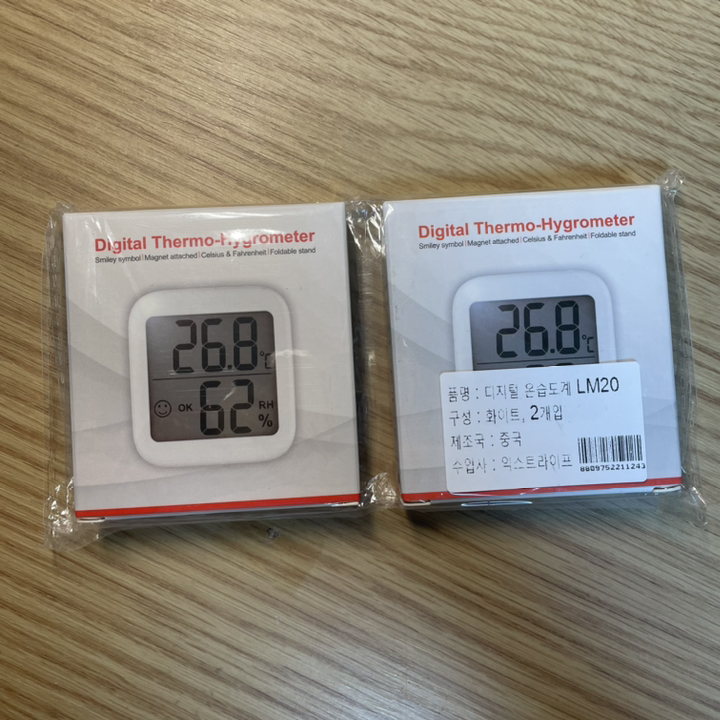 Digital Thermo-Hygrometer
Smiley symbol | Magnet attached | Celsius & Fahrenheit | Foldable stand
26.8 °C
OK 62 RH %
Digital Thermo-Hygrometer
Smiley symbol | Magnet attached | Celsius & Fahrenheit | Foldable stand
26.8 °C
품명 : 디지털 온습도계 LM20
구성 : 화이트, 2개입
제조국 : 중국
수입사 : 익스트라이프
8809752211243